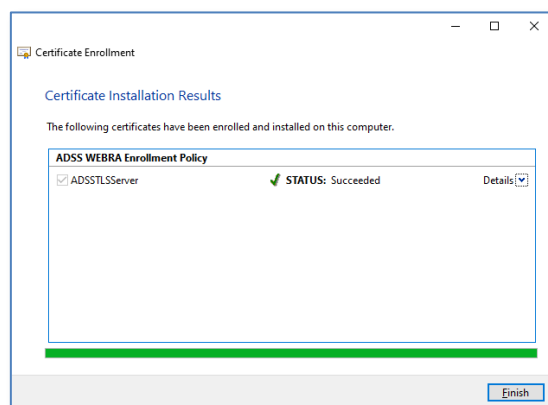 Certificate Enrollment
Certificate Installation Results
The following certificates have been enrolled and installed on this computer.
ADSS WEBRA Enrollment Policy
ADSSTLSServer STATUS: Succeeded Details
Finish